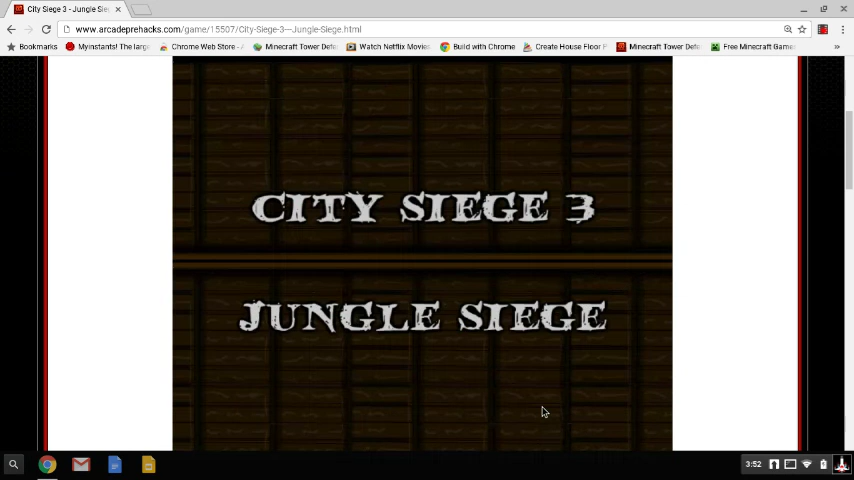 City Siege 3 - Jungle Sie
www.arcadeprehacks.com/game/15507/City-Siege-3---Jungle-Siege.html
Bookmarks Myinstants! The larg Chrome Web Store - Minecraft Tower Defe Watch Netflix Movies Build with Chrome Create House Floor P Minecraft Tower Defe Free Minecraft Game »
CITY SIEGE 3
JUNGLE SIEGE
3:52